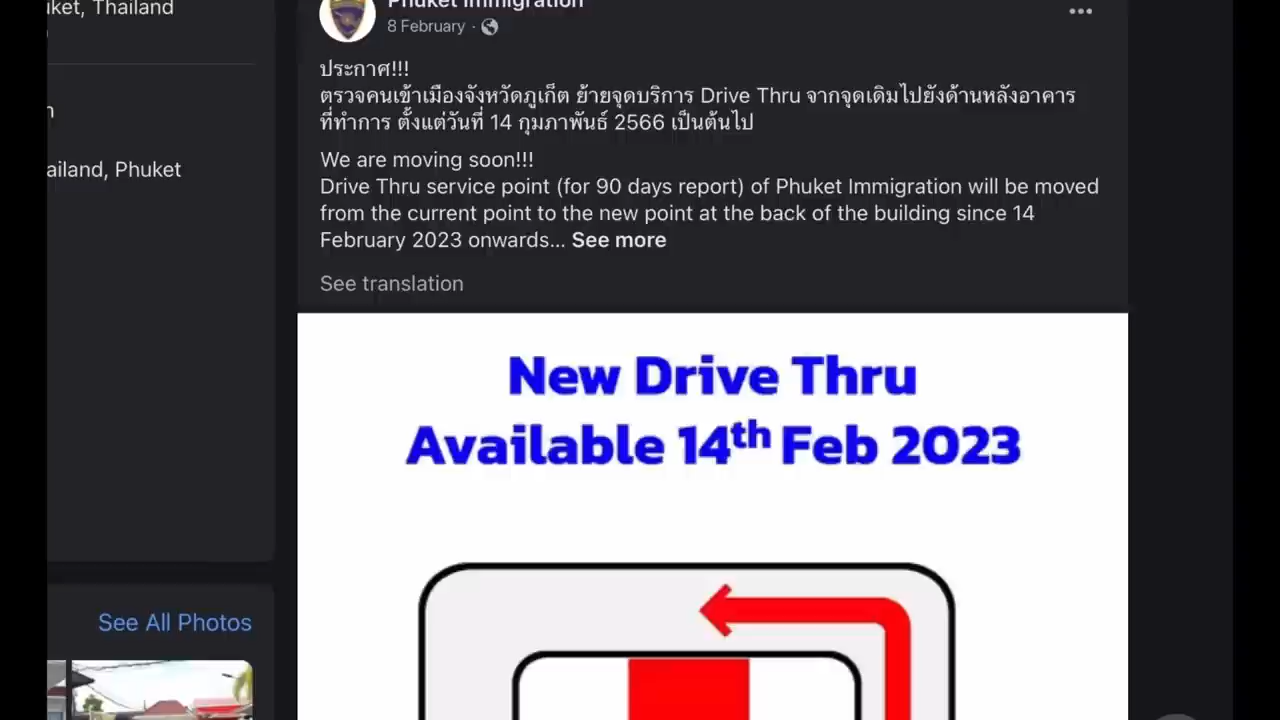 ket, Thailand
ailand, Phuket
See All Photos
Phuket Immigration
8 February ·
ประกาศ!!!
ตรวจคนเข้าเมืองจังหวัดภูเก็ต ย้ายจุดบริการ Drive Thru จากจุดเดิมไปยังด้านหลังอาคาร
ที่ทำการ ตั้งแต่วันที่ 14 กุมภาพันธ์ 2566 เป็นต้นไป
We are moving soon!!!
Drive Thru service point (for 90 days report) of Phuket Immigration will be moved
from the current point to the new point at the back of the building since 14
February 2023 onwards... See more
See translation
New Drive Thru
Available 14th Feb 2023